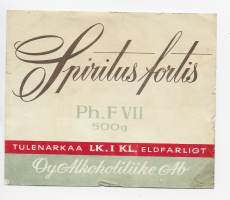 Spiritus fortis
Ph. F VII
500g
TULENARKAA I.K.I KL. ELDFARLIGT
Oy Alkoholiliike Ab